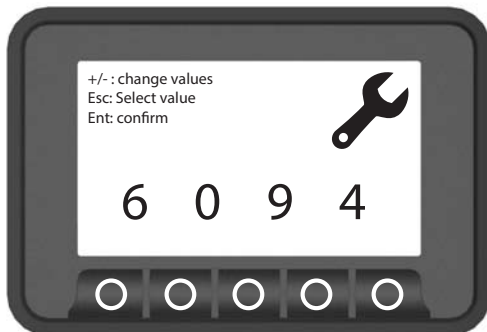 +/- : change values
Esc: Select value
Ent: confirm
6 0 9 4